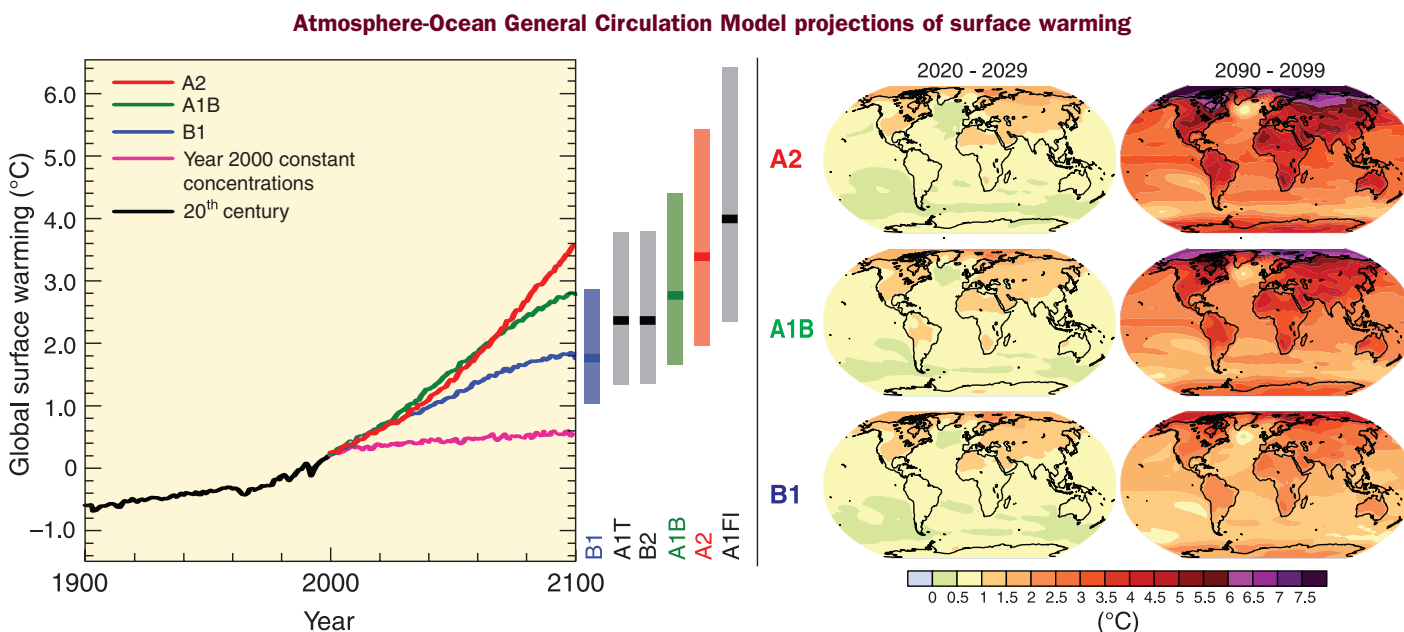 Atmosphere-Ocean General Circulation Model projections of surface warming
A2
A1B
B1
Year 2000 constant
concentrations
20th century
Global surface warming (°C)
6.0
5.0
4.0
3.0
2.0
1.0
0
–1.0
1900
2000
2100
Year
B1
A1T
B2
A1B
A2
A1FI
2020 - 2029
2090 - 2099
A2
A1B
B1
0 0.5 1 1.5 2 2.5 3 3.5 4 4.5 5 5.5 6 6.5 7 7.5
(°C)